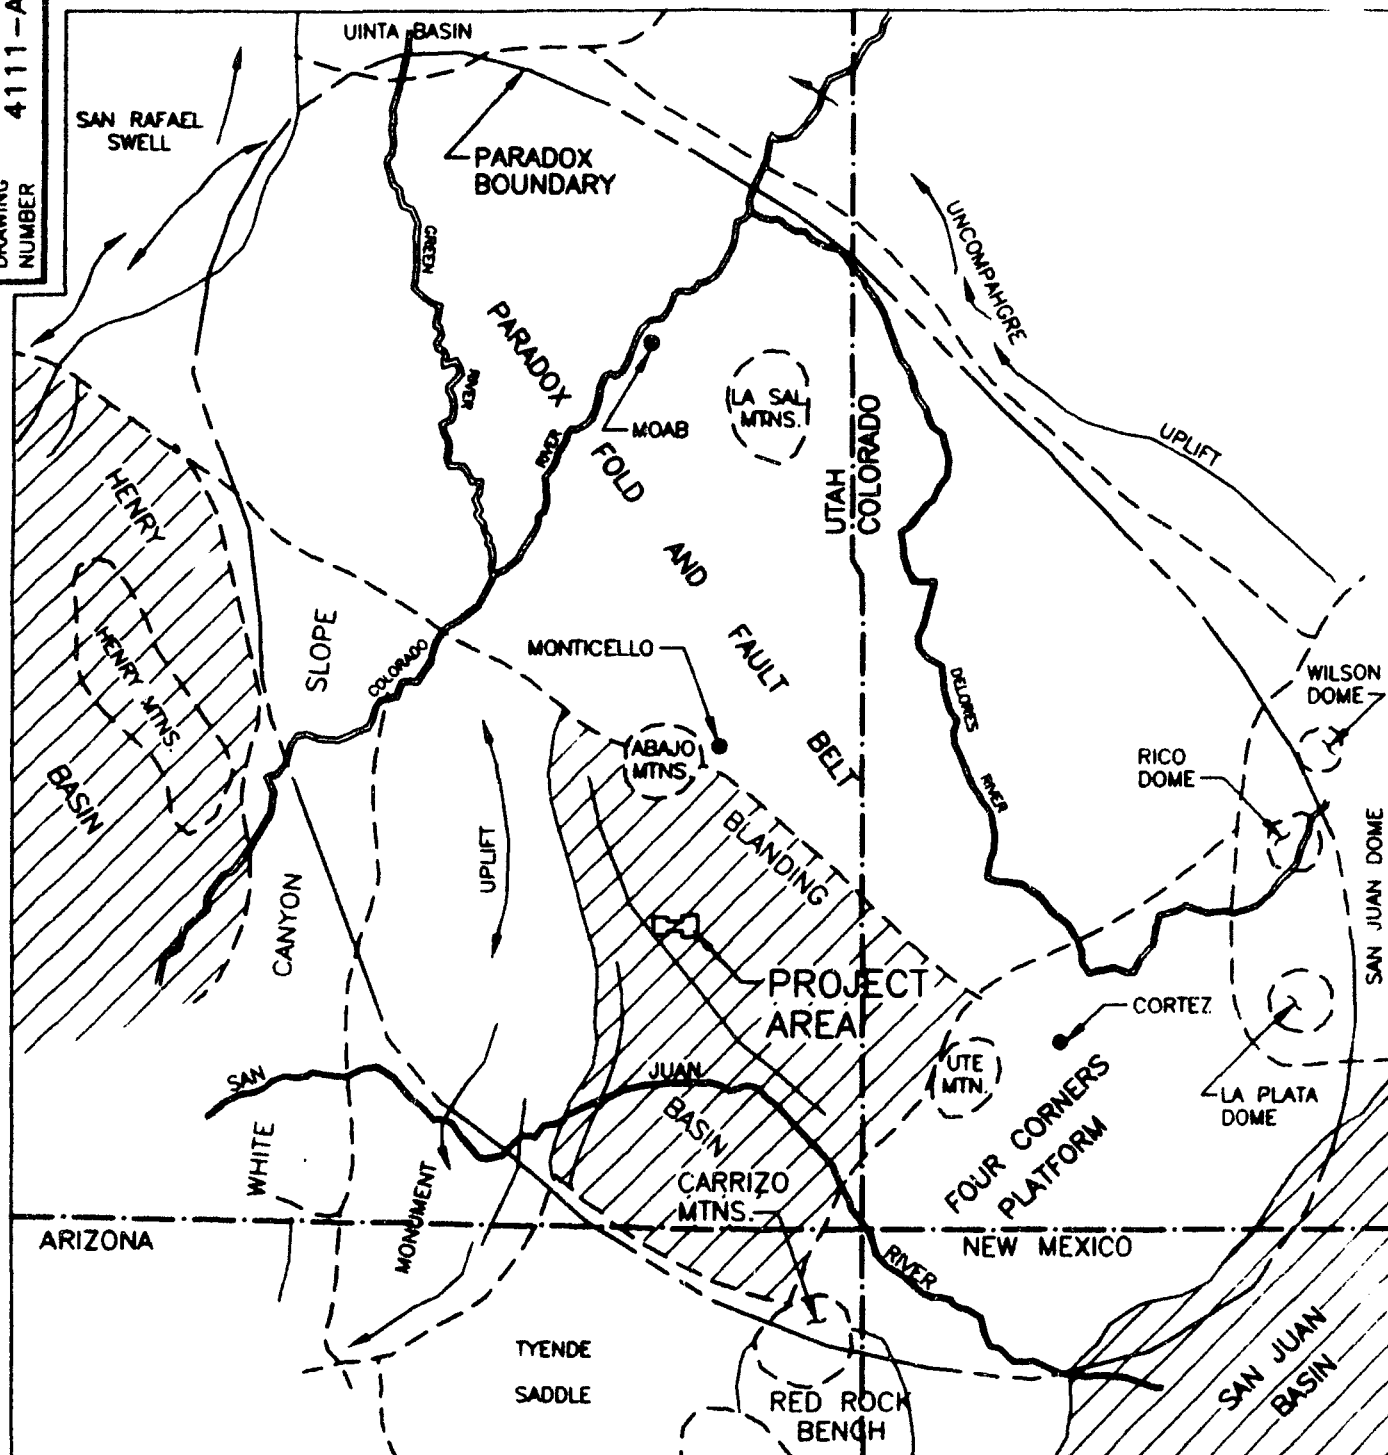 4111-A
DRAWING
NUMBER
UINTA BASIN
SAN RAFAEL
SWELL
PARADOX
BOUNDARY
GREEN
RIVER
UNCOMPAHGRE
UPLIFT
PARADOX
FOLD
AND
FAULT
BELT
RIVER
MOAB
LA SAL
MTNS.
UTAH
COLORADO
HENRY
BASIN
HENRY MTNS.
SLOPE
COLORADO
MONTICELLO
ABAJO
MTNS.
DELORES
RIVER
WILSON
DOME
RICO
DOME
SAN JUAN DOME
UPLIFT
BLANDING
CANYON
PROJECT
AREA
CORTEZ
UTE
MTN.
LA PLATA
DOME
SAN
JUAN
BASIN
WHITE
MONUMENT
CARRIZO
MTNS.
FOUR CORNERS
PLATFORM
ARIZONA
NEW MEXICO
RIVER
TYENDE
SADDLE
RED ROCK
BENCH
SAN JUAN
BASIN